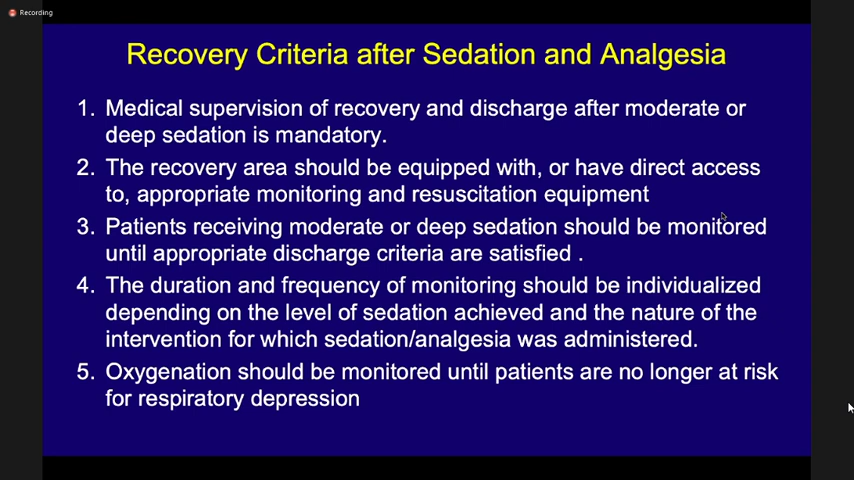 Recording
Recovery Criteria after Sedation and Analgesia
1. Medical supervision of recovery and discharge after moderate or
deep sedation is mandatory.
2. The recovery area should be equipped with, or have direct access
to, appropriate monitoring and resuscitation equipment
3. Patients receiving moderate or deep sedation should be monitored
until appropriate discharge criteria are satisfied .
4. The duration and frequency of monitoring should be individualized
depending on the level of sedation achieved and the nature of the
intervention for which sedation/analgesia was administered.
5. Oxygenation should be monitored until patients are no longer at risk
for respiratory depression